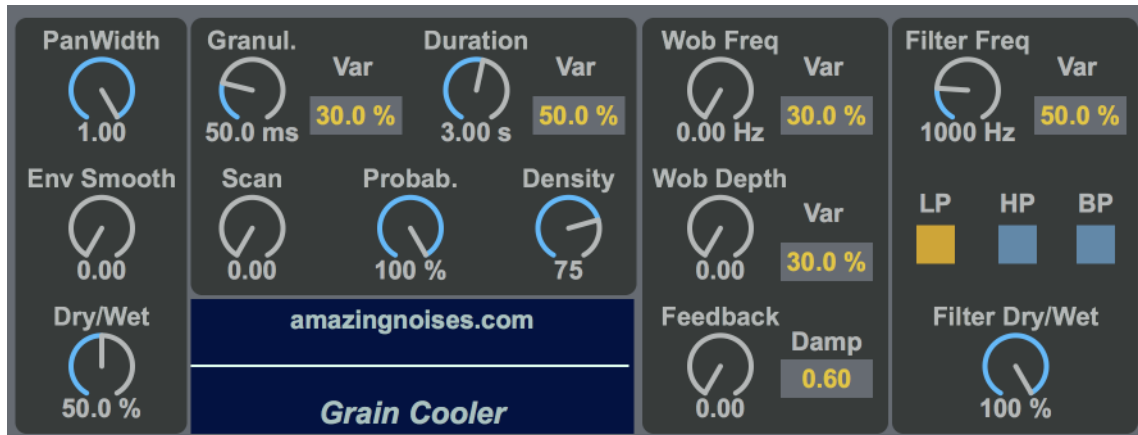 PanWidth
1.00
Env Smooth
0.00
Dry/Wet
50.0 %
Granul.
50.0 ms
Var
30.0 %
Duration
3.00 s
Var
50.0 %
Scan
0.00
Probab.
100 %
Density
75
amazingnoises.com
Grain Cooler
Wob Freq
0.00 Hz
Var
30.0 %
Wob Depth
0.00
Var
30.0 %
Feedback
0.00
Damp
0.60
Filter Freq
1000 Hz
Var
50.0 %
LP
HP
BP
Filter Dry/Wet
100 %